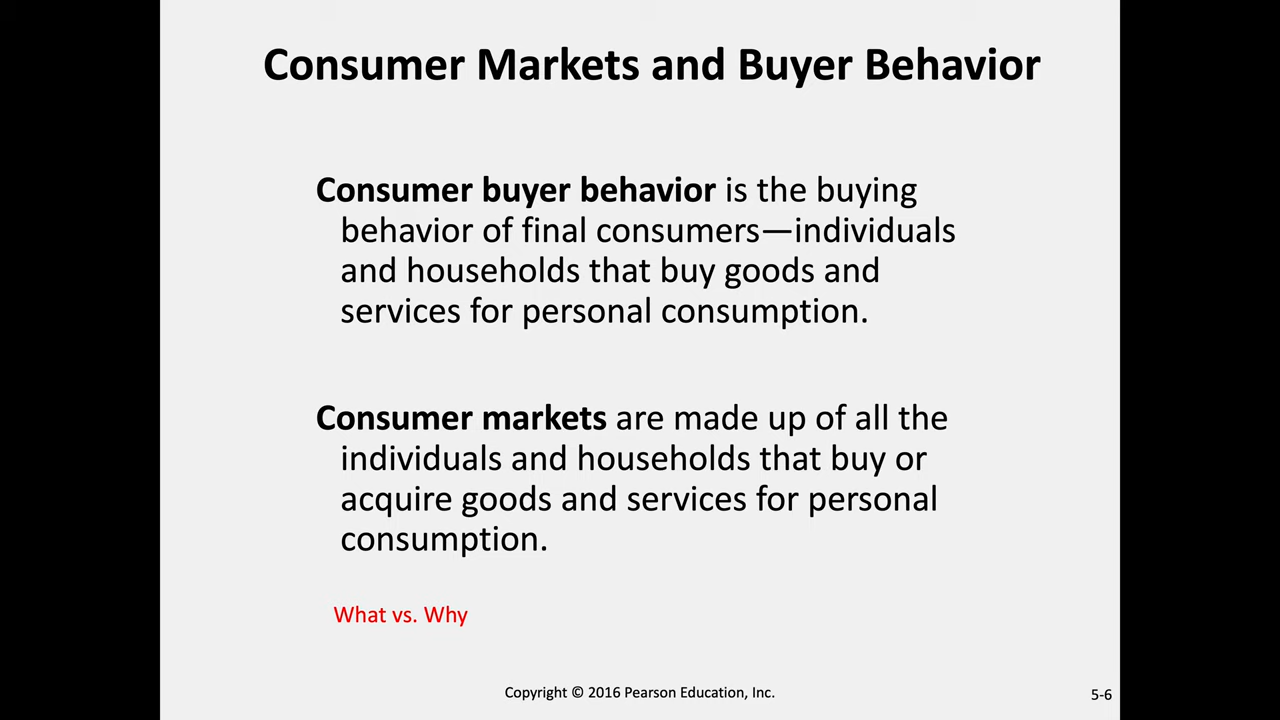 Consumer Markets and Buyer Behavior
Consumer buyer behavior is the buying
behavior of final consumers—individuals
and households that buy goods and
services for personal consumption.
Consumer markets are made up of all the
individuals and households that buy or
acquire goods and services for personal
consumption.
What vs. Why
Copyright © 2016 Pearson Education, Inc.
5-6